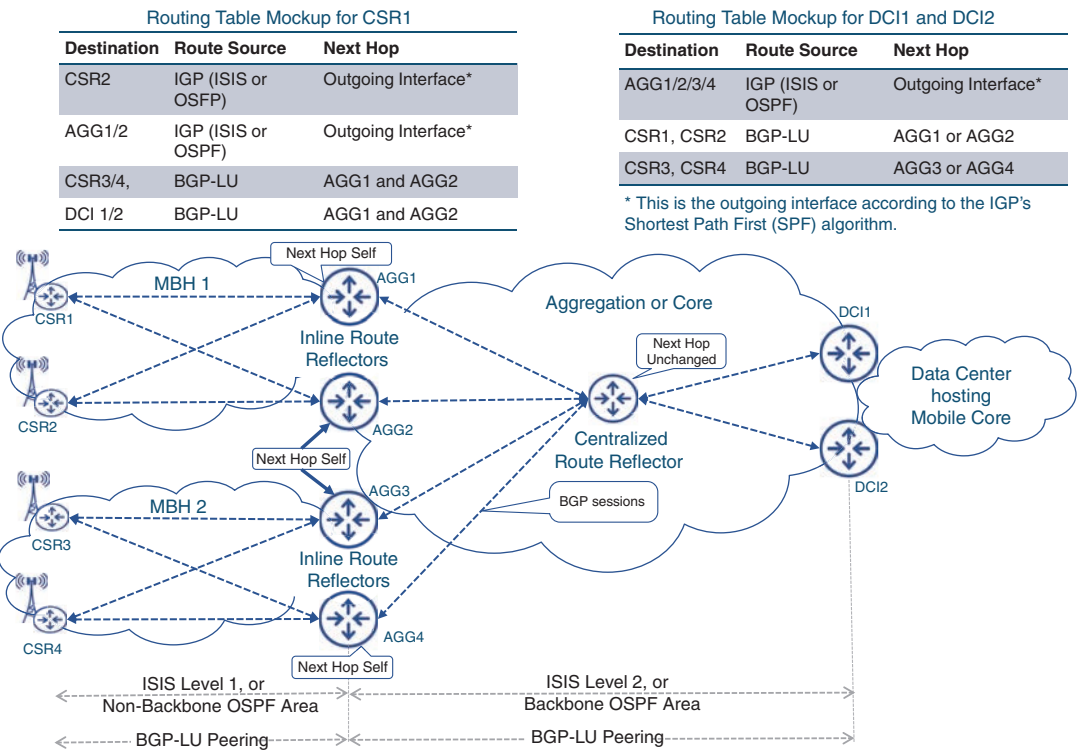 Routing Table Mockup for CSR1
Destination Route Source Next Hop
CSR2 IGP (ISIS or OSFP) Outgoing Interface*
AGG1/2 IGP (ISIS or OSPF) Outgoing Interface*
CSR3/4, BGP-LU AGG1 and AGG2
DCI 1/2 BGP-LU AGG1 and AGG2
Routing Table Mockup for DCI1 and DCI2
Destination Route Source Next Hop
AGG1/2/3/4 IGP (ISIS or OSPF) Outgoing Interface*
CSR1, CSR2 BGP-LU AGG1 or AGG2
CSR3, CSR4 BGP-LU AGG3 or AGG4
* This is the outgoing interface according to the IGP's
Shortest Path First (SPF) algorithm.
Next Hop Self
MBH 1
AGG1
CSR1
Inline Route
Reflectors
CSR2
AGG2
Next Hop Self
Aggregation or Core
Next Hop
Unchanged
DCI1
Data Center
hosting
Mobile Core
Centralized
Route Reflector
DCI2
BGP sessions
MBH 2
AGG3
CSR3
Inline Route
Reflectors
CSR4
AGG4
Next Hop Self
ISIS Level 1, or
Non-Backbone OSPF Area
ISIS Level 2, or
Backbone OSPF Area
BGP-LU Peering
BGP-LU Peering